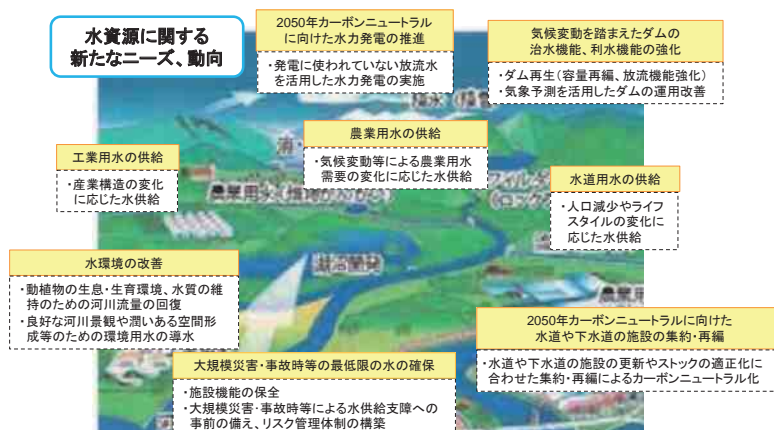 水資源に関する
新たなニーズ、動向
2050年カーボンニュートラル
に向けた水力発電の推進
・発電に使われていない放流水
を活用した水力発電の実施
気候変動を踏まえたダムの
治水機能、利水機能の強化
・ダム再生（容量再編、放流機能強化）
・気象予測を活用したダムの運用改善
農業用水の供給
・気候変動等による農業用水
需要の変化に応じた水供給
工業用水の供給
・産業構造の変化
に応じた水供給
水道用水の供給
・人口減少やライフ
スタイルの変化に
応じた水供給
湖沼開発
水環境の改善
・動植物の生息・生育環境、水質の維
持のための河川流量の回復
・良好な河川景観や潤いある空間形
成等のための環境用水の導水
2050年カーボンニュートラルに向けた
水道や下水道の施設の集約・再編
・水道や下水道の施設の更新やストックの適正化に
合わせた集約・再編によるカーボンニュートラル化
大規模災害・事故時等の最低限の水の確保
・施設機能の保全
・大規模災害・事故時等による水供給支障への
事前の備え、リスク管理体制の構築